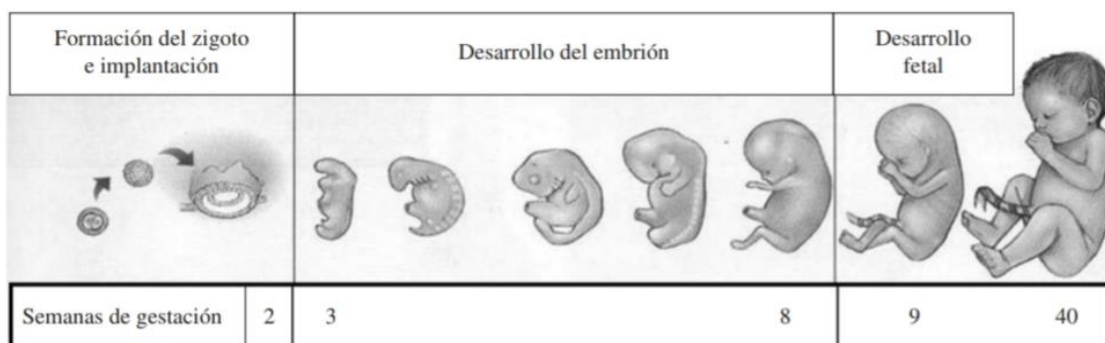 Formación del zigoto
e implantación
Desarrollo del embrión
Desarrollo
fetal
Semanas de gestación 2 3 8 9 40